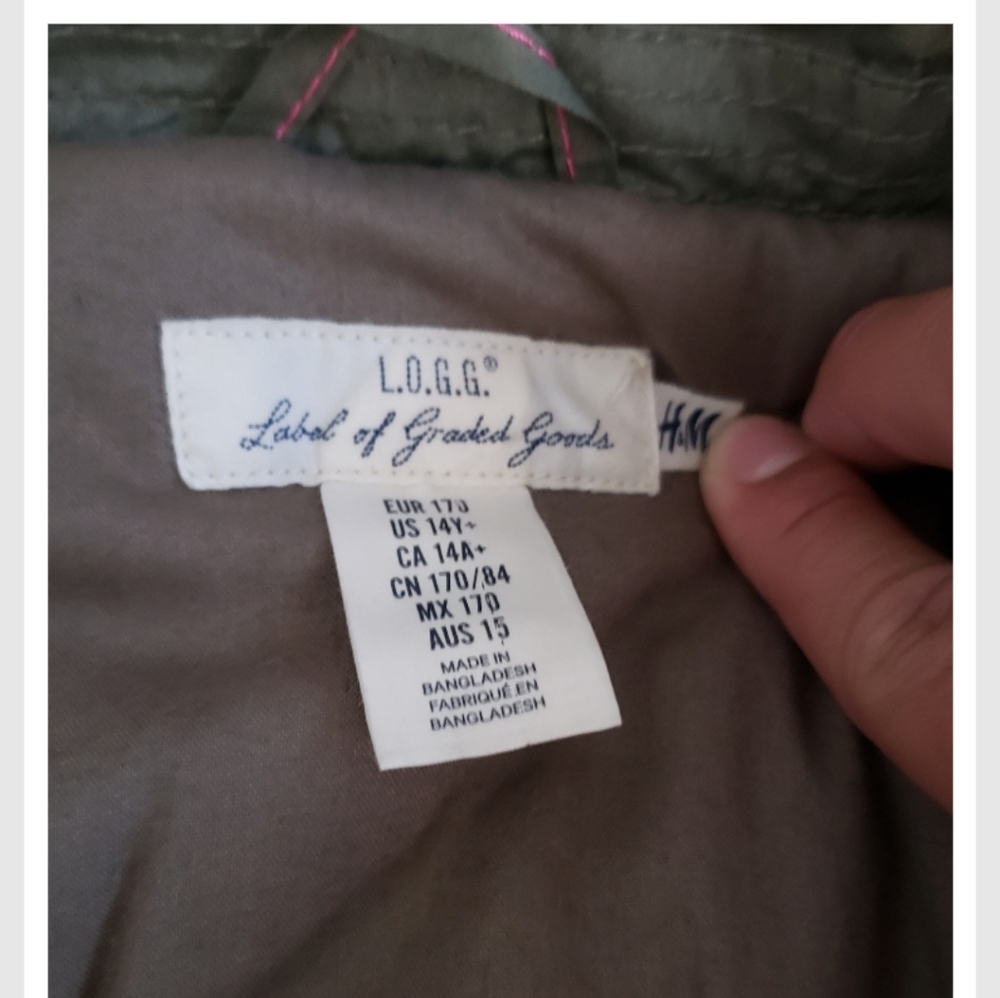 L.O.G.G.®
Label of Graded Goods
H&M
EUR 170
US 14Y+
CA 14A+
CN 170/84
MX 170
AUS 15
MADE IN
BANGLADESH
FABRIQUÉ EN
BANGLADESH